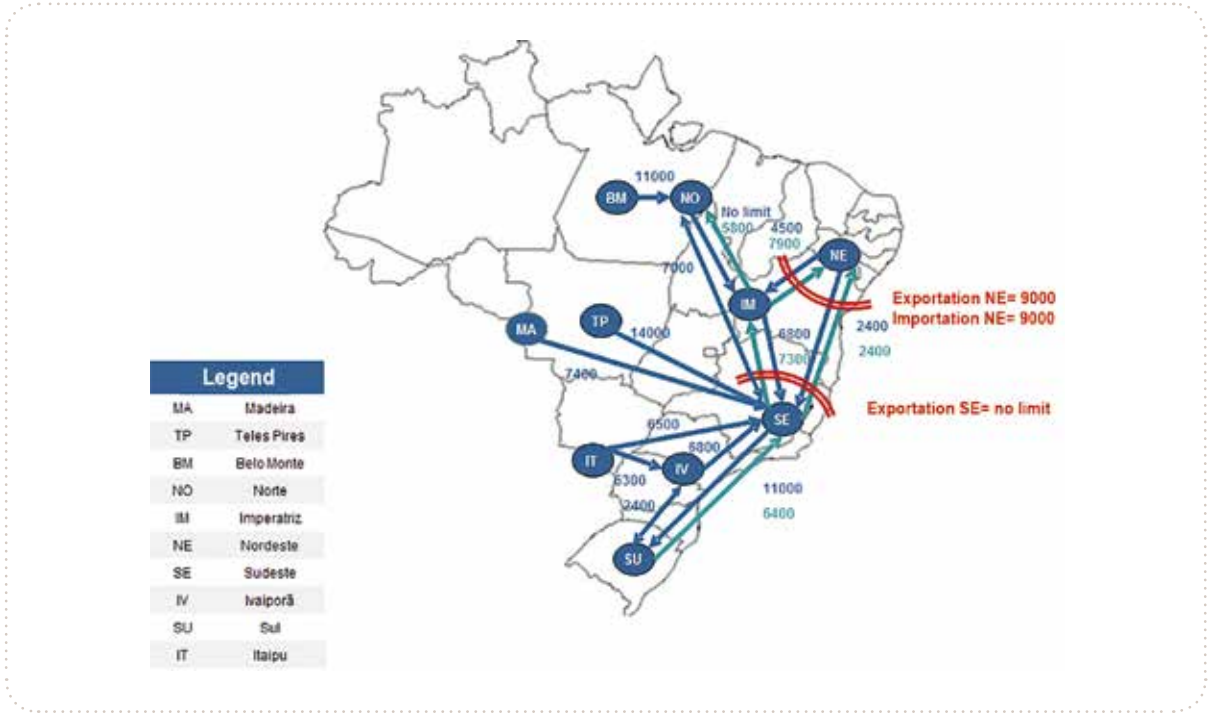 11000
BM
NO
No limit
5800
4500
7900
NE
7000
IM
Exportation NE= 9000
Importation NE= 9000
TP
MA
14000
6800
7300
2400
2400
7400
Legend
MA Madeira
TP Teles Pires
BM Belo Monte
NO Norte
IM Imperatriz
NE Nordeste
SE Sudeste
IV Ivaiporã
SU Sul
IT Itaipu
SE
Exportation SE= no limit
6500
6800
IT
IV
6300
2400
11000
6400
SU